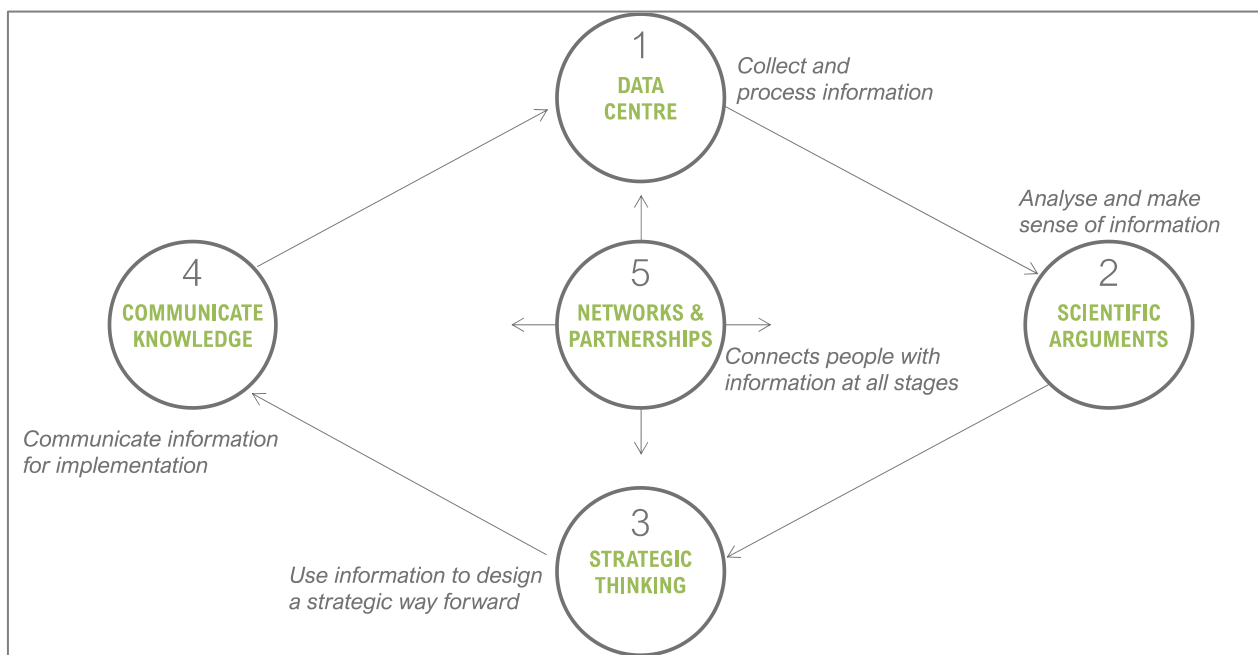 1
DATA
CENTRE
Collect and
process information
Analyse and make
sense of information
2
SCIENTIFIC
ARGUMENTS
4
COMMUNICATE
KNOWLEDGE
5
NETWORKS &
PARTNERSHIPS
Connects people with
information at all stages
Communicate information
for implementation
3
STRATEGIC
THINKING
Use information to design
a strategic way forward